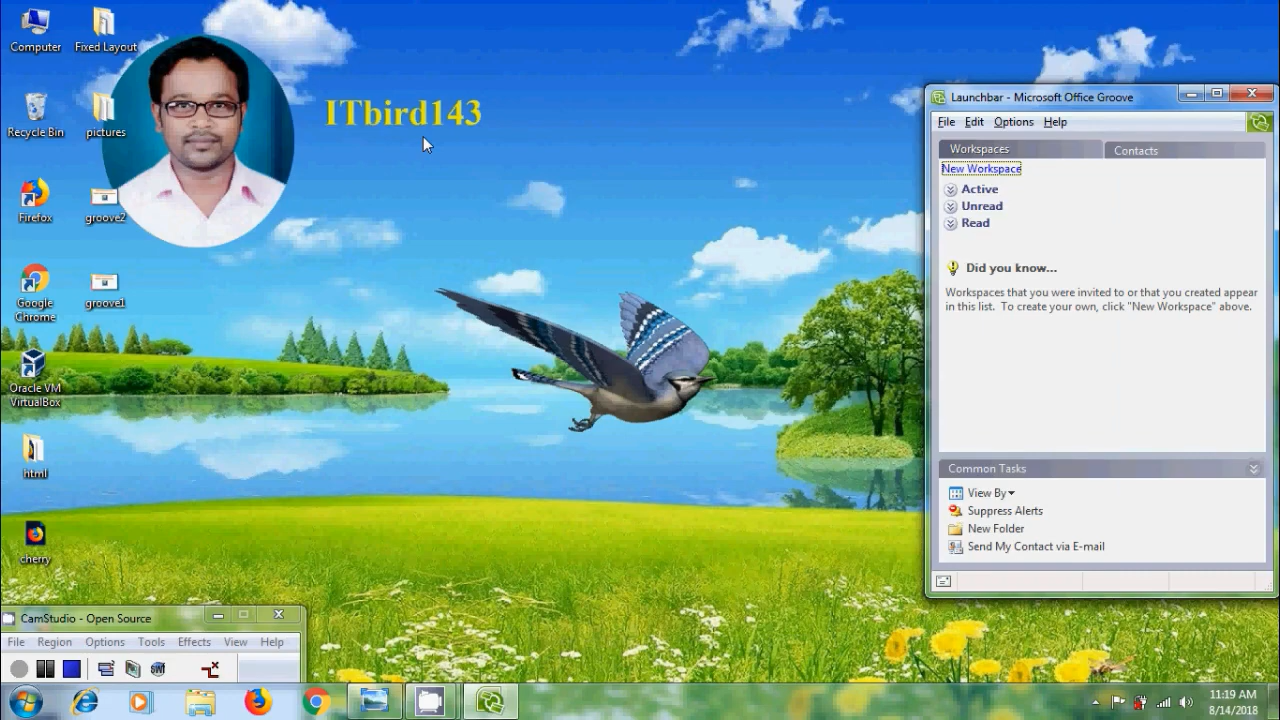 Computer
Fixed Layout
Recycle Bin
pictures
Firefox
groove2
Google
Chrome
groove1
Oracle VM
VirtualBox
html
cherry
ITbird143
Launchbar - Microsoft Office Groove
File Edit Options Help
Workspaces Contacts
New Workspace
Active
Unread
Read
Did you know...
Workspaces that you were invited to or that you created appear
in this list. To create your own, click "New Workspace" above.
Common Tasks
View By
Suppress Alerts
New Folder
Send My Contact via E-mail
CamStudio - Open Source
File Region Options Tools Effects View Help
SWF
11:19 AM
8/14/2018